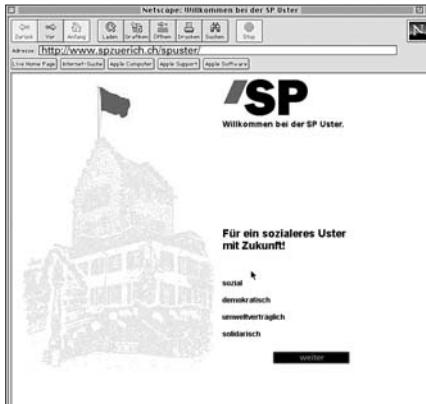 Netscape: Willkommen bei der SP Uster
Zurück Vor Anfang Laden Grafiken Öffnen Drucken Suchen Stop
Adresse: http://www.spzuerich.ch/spuster/
Live Home Page Internet-Suche Apple Computer Apple Support Apple Software
N
SP
Willkommen bei der SP Uster.
Für ein sozialeres Uster
mit Zukunft!
sozial
demokratisch
umweltverträglich
solidarisch
weiter